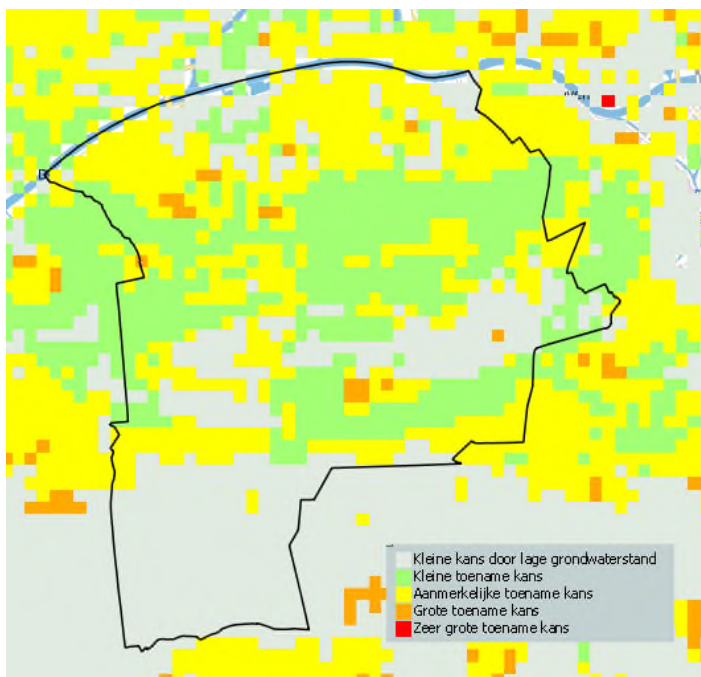 Kleine kans door lage grondwaterstand
Kleine toename kans
Aanmerkelijke toename kans
Grote toename kans
Zeer grote toename kans